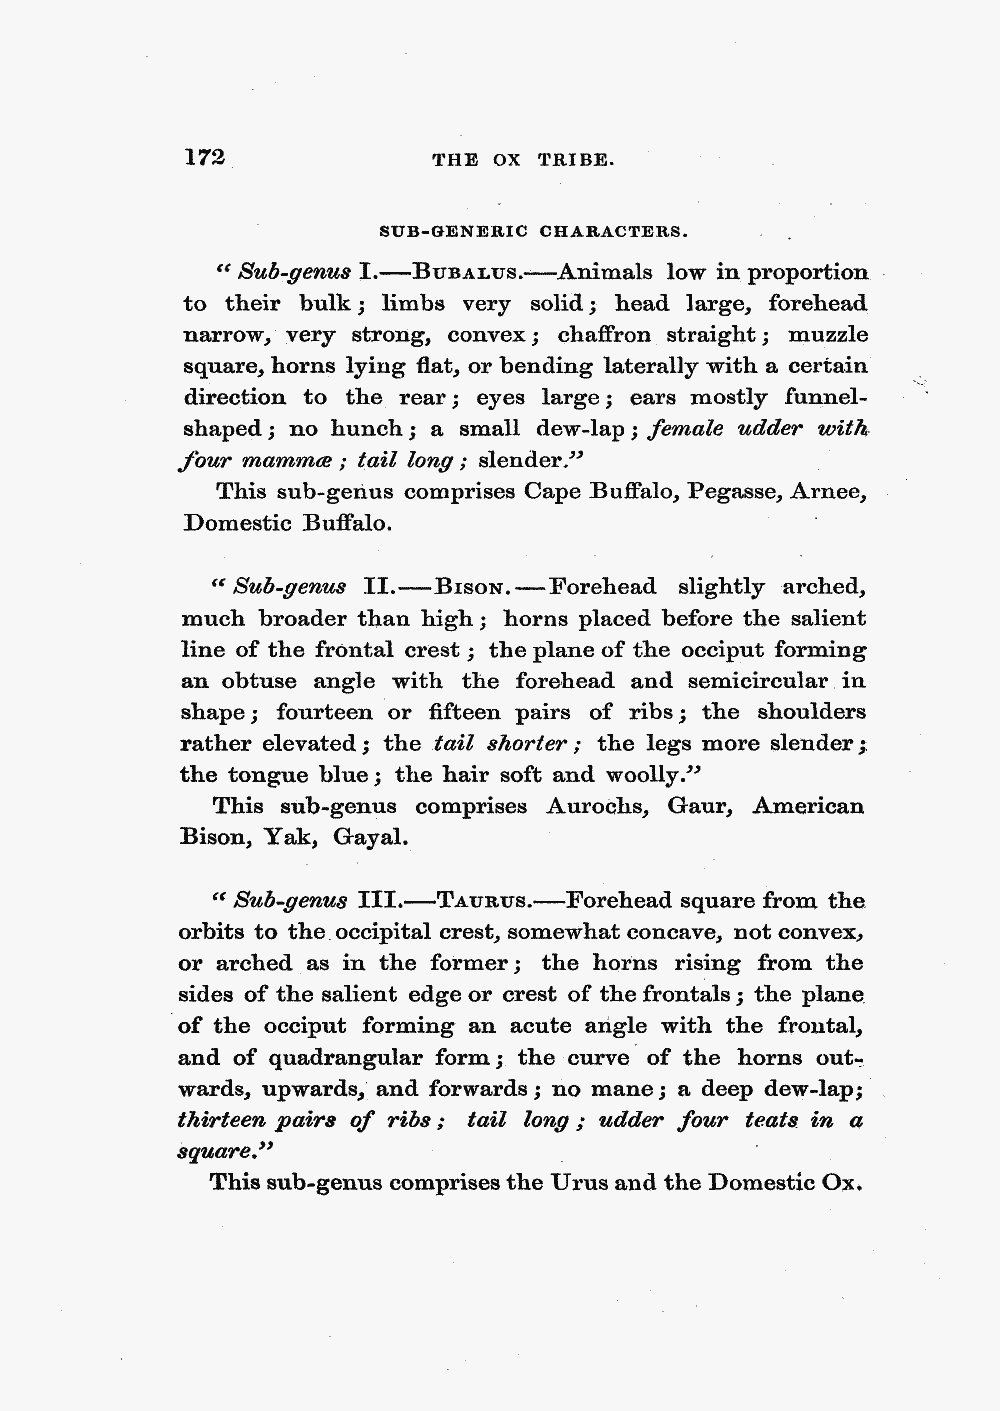 172 THE OX TRIBE.
SUB-GENERIC CHARACTERS.
“ Sub-genus I.—BUBALUS.—Animals low in proportion
to their bulk ; limbs very solid ; head large, forehead
narrow, very strong, convex ; chaffron straight ; muzzle
square, horns lying flat, or bending laterally with a certain
direction to the rear ; eyes large ; ears mostly funnel-
shaped ; no hunch ; a small dew-lap ; female udder with
four mammæ ; tail long ; slender.”
This sub-genus comprises Cape Buffalo, Pegasse, Arnee,
Domestic Buffalo.
“ Sub-genus II.—BISON.—Forehead slightly arched,
much broader than high ; horns placed before the salient
line of the frontal crest ; the plane of the occiput forming
an obtuse angle with the forehead and semicircular in
shape ; fourteen or fifteen pairs of ribs ; the shoulders
rather elevated ; the tail shorter ; the legs more slender ;
the tongue blue ; the hair soft and woolly.”
This sub-genus comprises Aurochs, Gaur, American
Bison, Yak, Gayal.
“ Sub-genus III.—TAURUS.—Forehead square from the
orbits to the occipital crest, somewhat concave, not convex,
or arched as in the former ; the horns rising from the
sides of the salient edge or crest of the frontals ; the plane
of the occiput forming an acute angle with the frontal,
and of quadrangular form ; the curve of the horns out-
wards, upwards, and forwards ; no mane ; a deep dew-lap ;
thirteen pairs of ribs ; tail long ; udder four teats in a
square.”
This sub-genus comprises the Urus and the Domestic Ox.